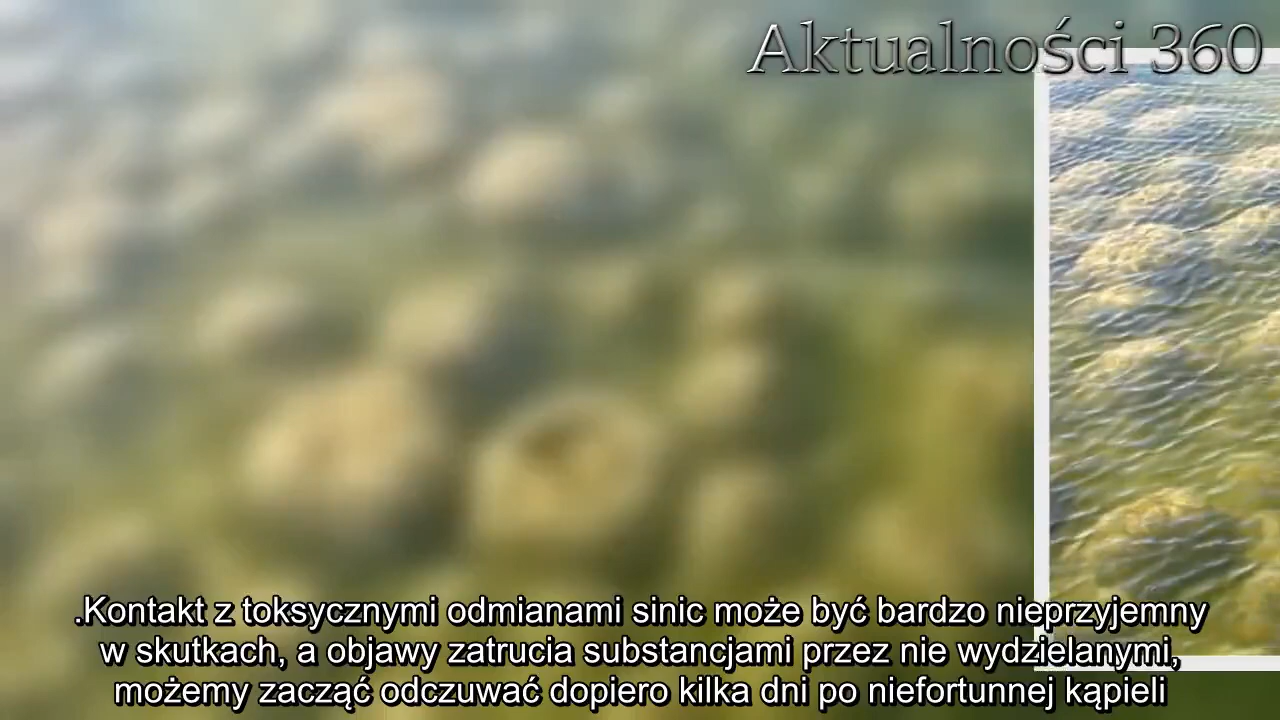 Aktualności 360
.Kontakt z toksycznymi odmianami sinic może być bardzo nieprzyjemny
w skutkach, a objawy zatrucia substancjami przez nie wydzielanymi,
możemy zacząć odczuwać dopiero kilka dni po niefortunnej kąpieli